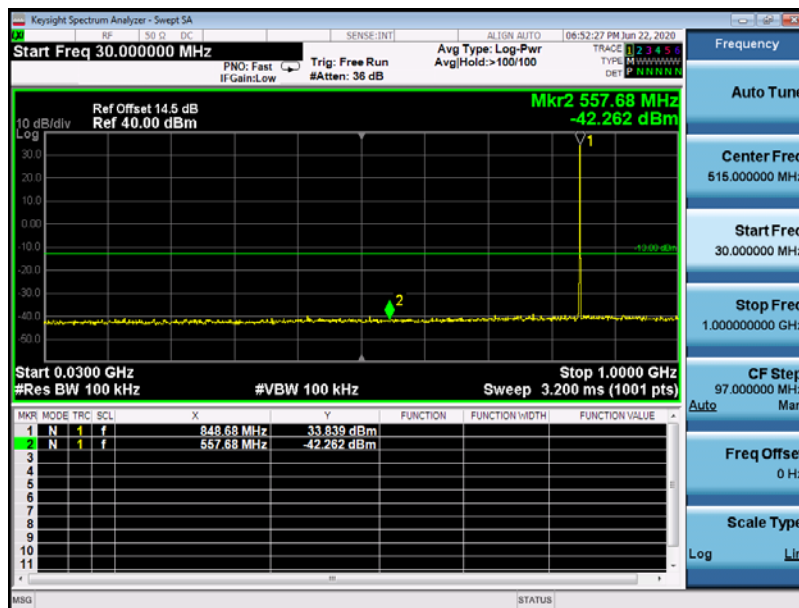 Keysight Spectrum Analyzer - Swept SA
RF 50 Ω DC SENSE:INT ALIGN AUTO 06:52:27 PM Jun 22, 2020
Start Freq 30.000000 MHz
PNO: Fast
IFGain:Low
Trig: Free Run
#Atten: 36 dB
Avg Type: Log-Pwr
Avg|Hold:>100/100
TRACE 1 2 3 4 5 6
TYPE M W W W W W
DET P N N N N N
Ref Offset 14.5 dB
10 dB/div Ref 40.00 dBm
Log
Mkr2 557.68 MHz
-42.262 dBm
1
30.0
20.0
10.0
0.00
-10.0
-20.0
-30.0
-40.0
-50.0
2
Start 0.0300 GHz Stop 1.0000 GHz
#Res BW 100 kHz #VBW 100 kHz Sweep 3.200 ms (1001 pts)
MKR MODE TRC SCL X Y FUNCTION FUNCTION WIDTH FUNCTION VALUE
1 N 1 f 848.68 MHz 33.839 dBm
2 N 1 f 557.68 MHz -42.262 dBm
3
4
5
6
7
8
9
10
11
MSG STATUS
Frequency
Auto Tune
Center Freq
515.000000 MHz
Start Freq
30.000000 MHz
Stop Freq
1.000000000 GHz
CF Step
97.000000 MHz
Auto Man
Freq Offset
0 Hz
Scale Type
Log Lin